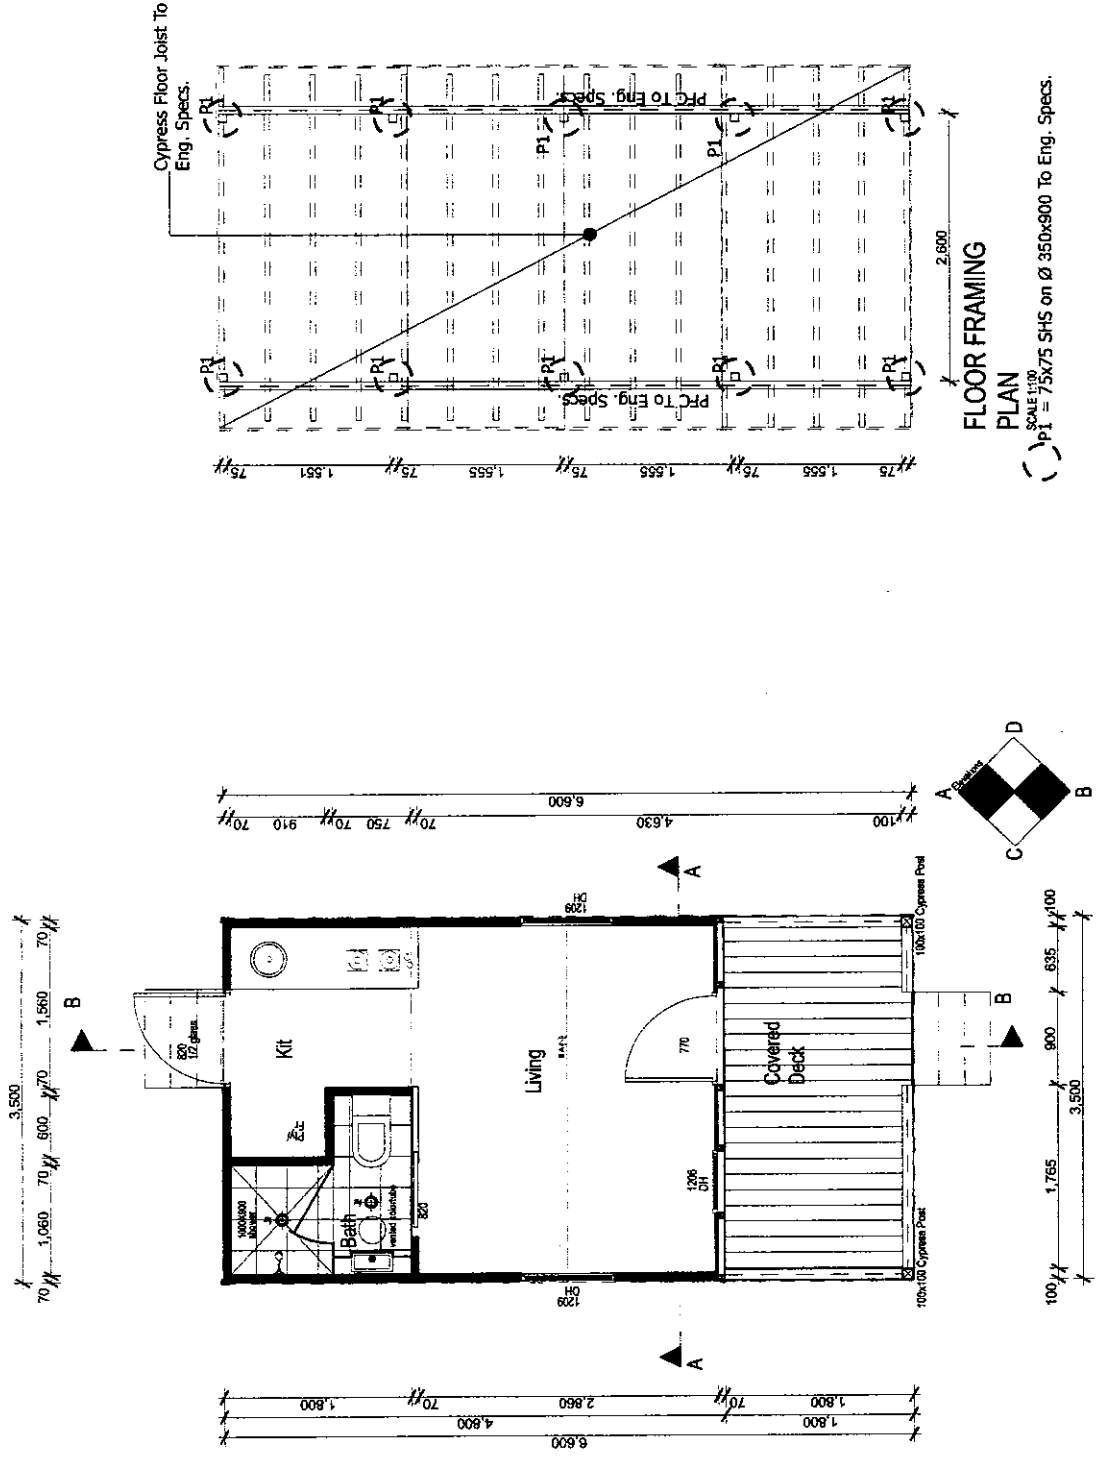 Cypress Floor Joist To
Eng. Specs.
P1
P1
P1
P1
P1
P1
P1
P1
P1
P1
PFC To Eng. Specs.
PFC To Eng. Specs.
75
1,551
75
1,555
75
1,555
75
1,555
75
2,600
FLOOR FRAMING
PLAN
SCALE 1:100
P1 = 75x75 SHS on Ø 350x900 To Eng. Specs.
3,500
70
1,060
70
600
70
1,560
70
B
820
1/2 glass
Kit
1000X900
shower
Bath
vented colortube
820
Living
1209
DH
1209
DH
770
1206
DH
Covered
Deck
A
A
100x100 Cypress Post
100x100 Cypress Post
B
100
1,765
900
635
100
3,500
70
910
70
750
70
4,630
100
6,600
1,800
70
2,860
70
1,800
4,800
1,800
6,600
A
Elevations
B
C
D